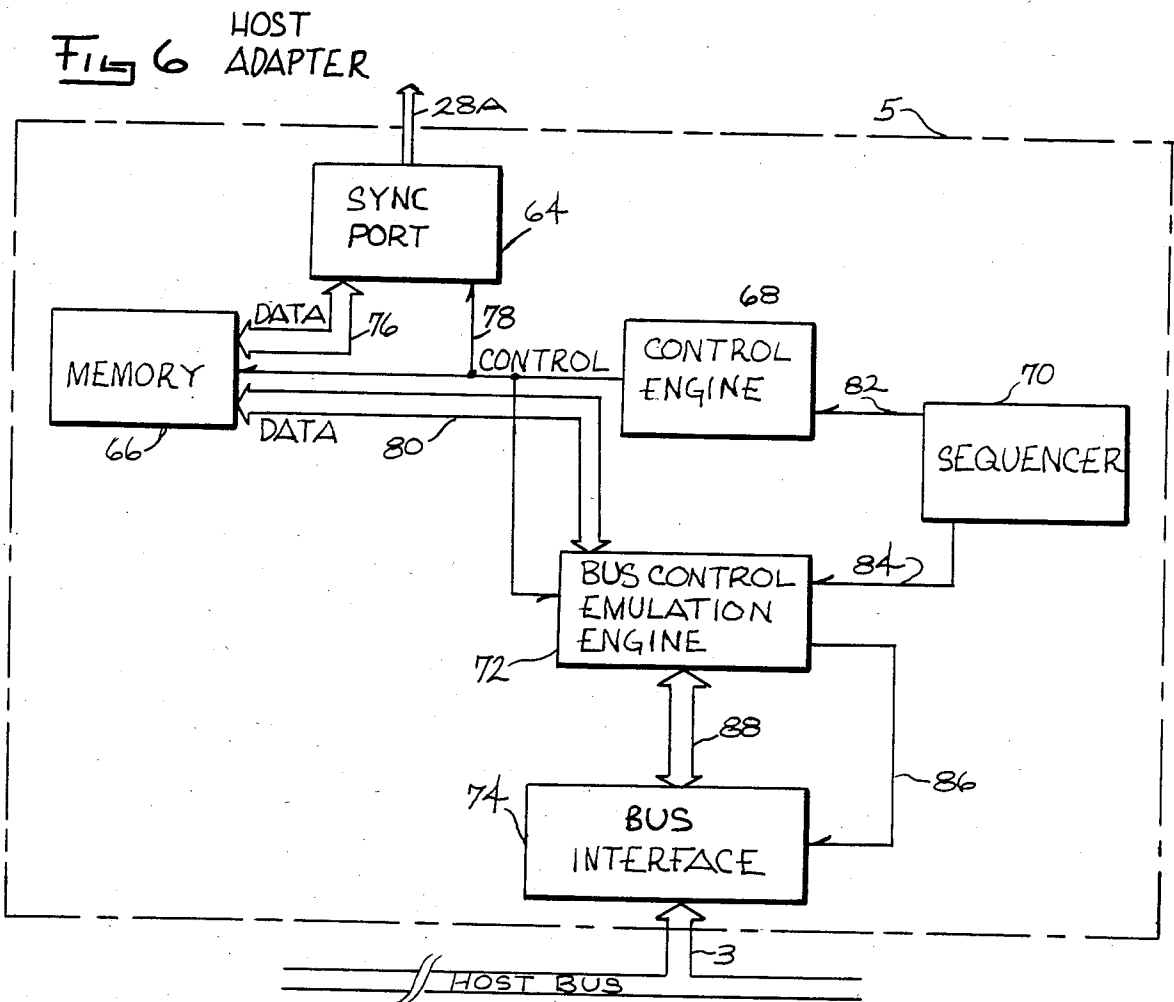 FIG 6
HOST
ADAPTER
28A
5
SYNC
PORT
64
DATA
76
78
68
MEMORY
CONTROL
CONTROL
ENGINE
82
70
66
DATA
80
SEQUENCER
84
BUS CONTROL
EMULATION
ENGINE
72
88
86
74
BUS
INTERFACE
3
HOST BUS